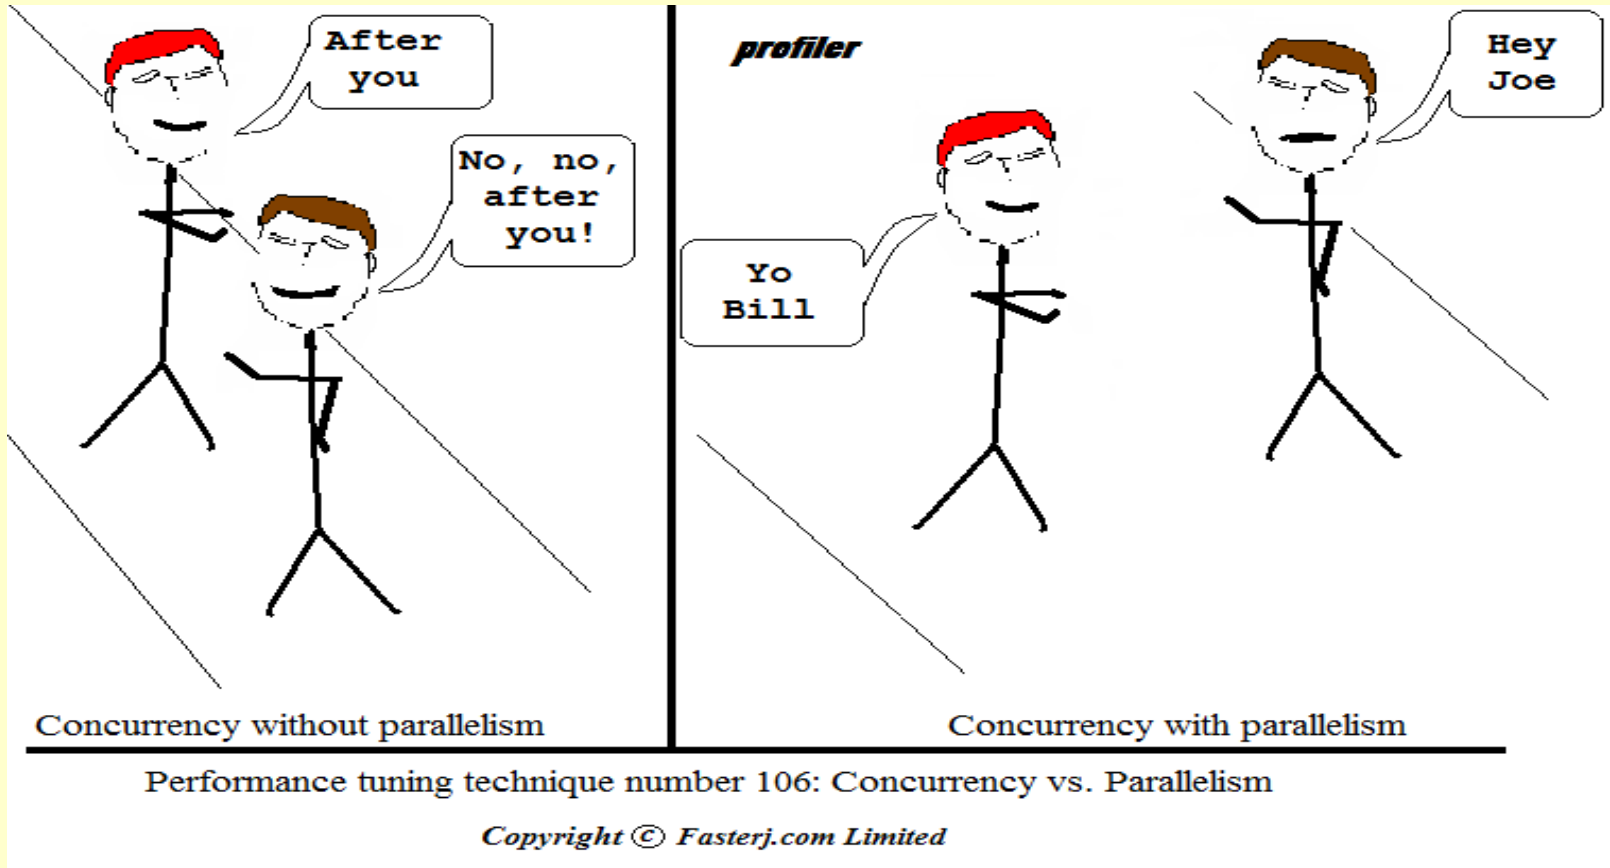 After
you
No, no,
after
you!
Concurrency without parallelism
profiler
Hey
Joe
Yo
Bill
Concurrency with parallelism
Performance tuning technique number 106: Concurrency vs. Parallelism
Copyright © Fasterj.com Limited